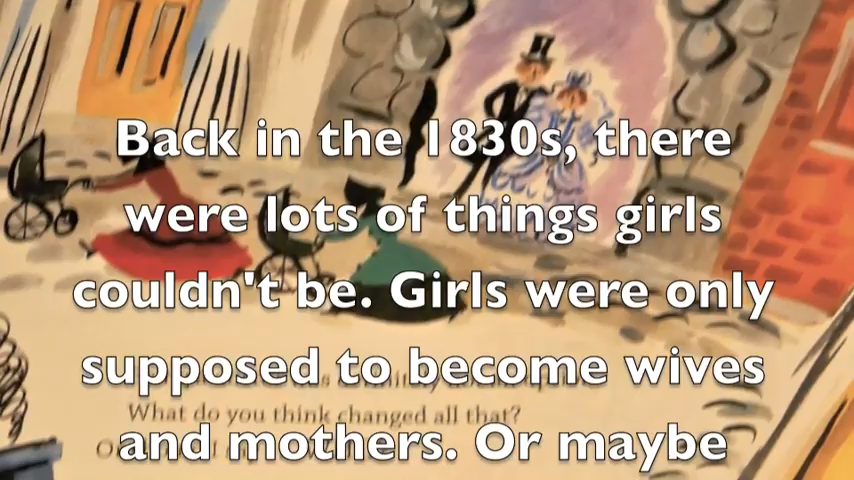 Back in the 1830s, there
were lots of things girls
couldn't be. Girls were only
supposed to become wives
What do you think changed all that?
and mothers. Or maybe